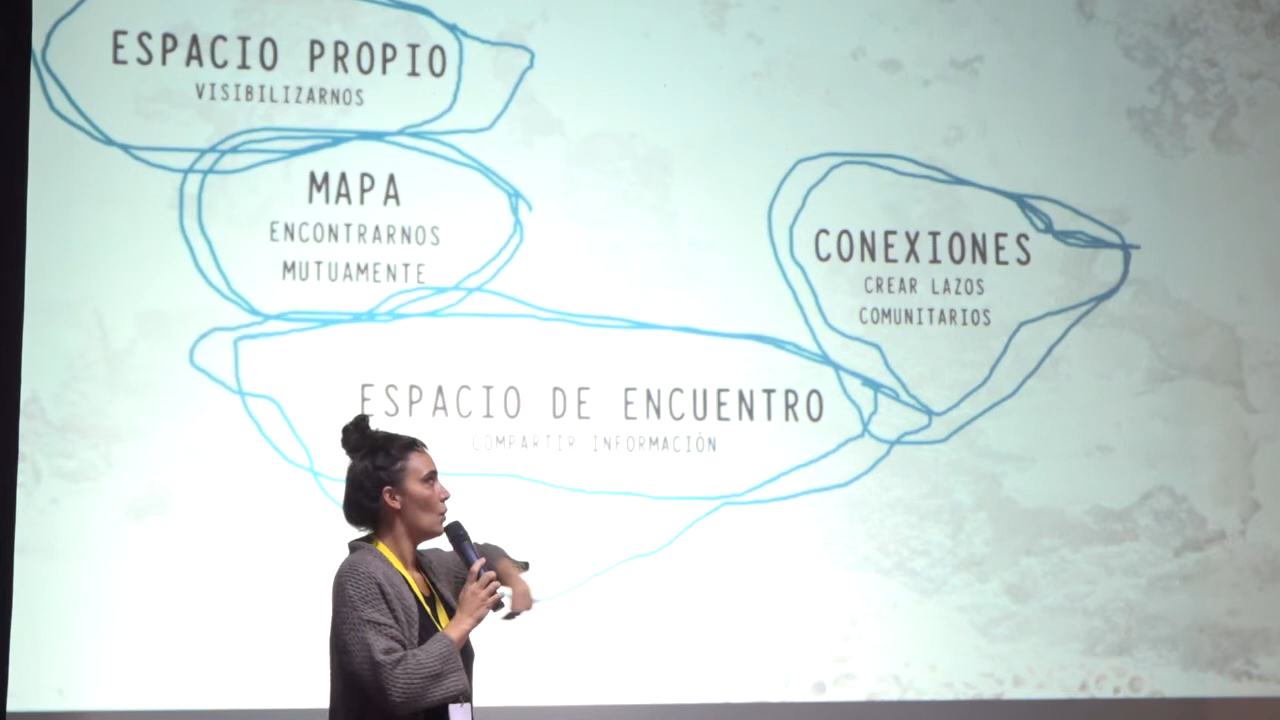 ESPACIO PROPIO
VISIBILIZARNOS
MAPA
ENCONTRARNOS
MUTUAMENTE
CONEXIONES
CREAR LAZOS
COMUNITARIOS
ESPACIO DE ENCUENTRO
COMPARTIR INFORMACIÓN